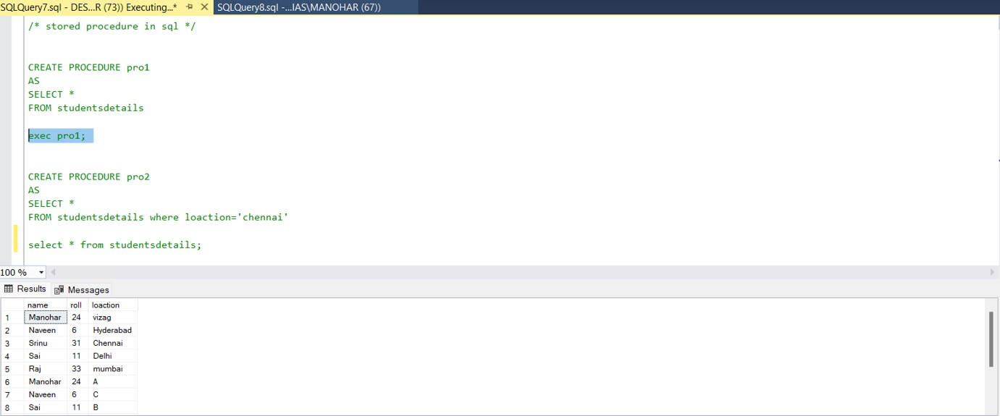 SQLQuery7.sql - DES...R (73)) Executing...* SQLQuery8.sql -...IAS\MANOHAR (67))
/* stored procedure in sql */
CREATE PROCEDURE pro1
AS
SELECT *
FROM studentsdetails
exec pro1;
CREATE PROCEDURE pro2
AS
SELECT *
FROM studentsdetails where loaction='chennai'
select * from studentsdetails;
100 %
Results Messages
name roll loaction
1 Manohar 24 vizag
2 Naveen 6 Hyderabad
3 Srinu 31 Chennai
4 Sai 11 Delhi
5 Raj 33 mumbai
6 Manohar 24 A
7 Naveen 6 C
8 Sai 11 B